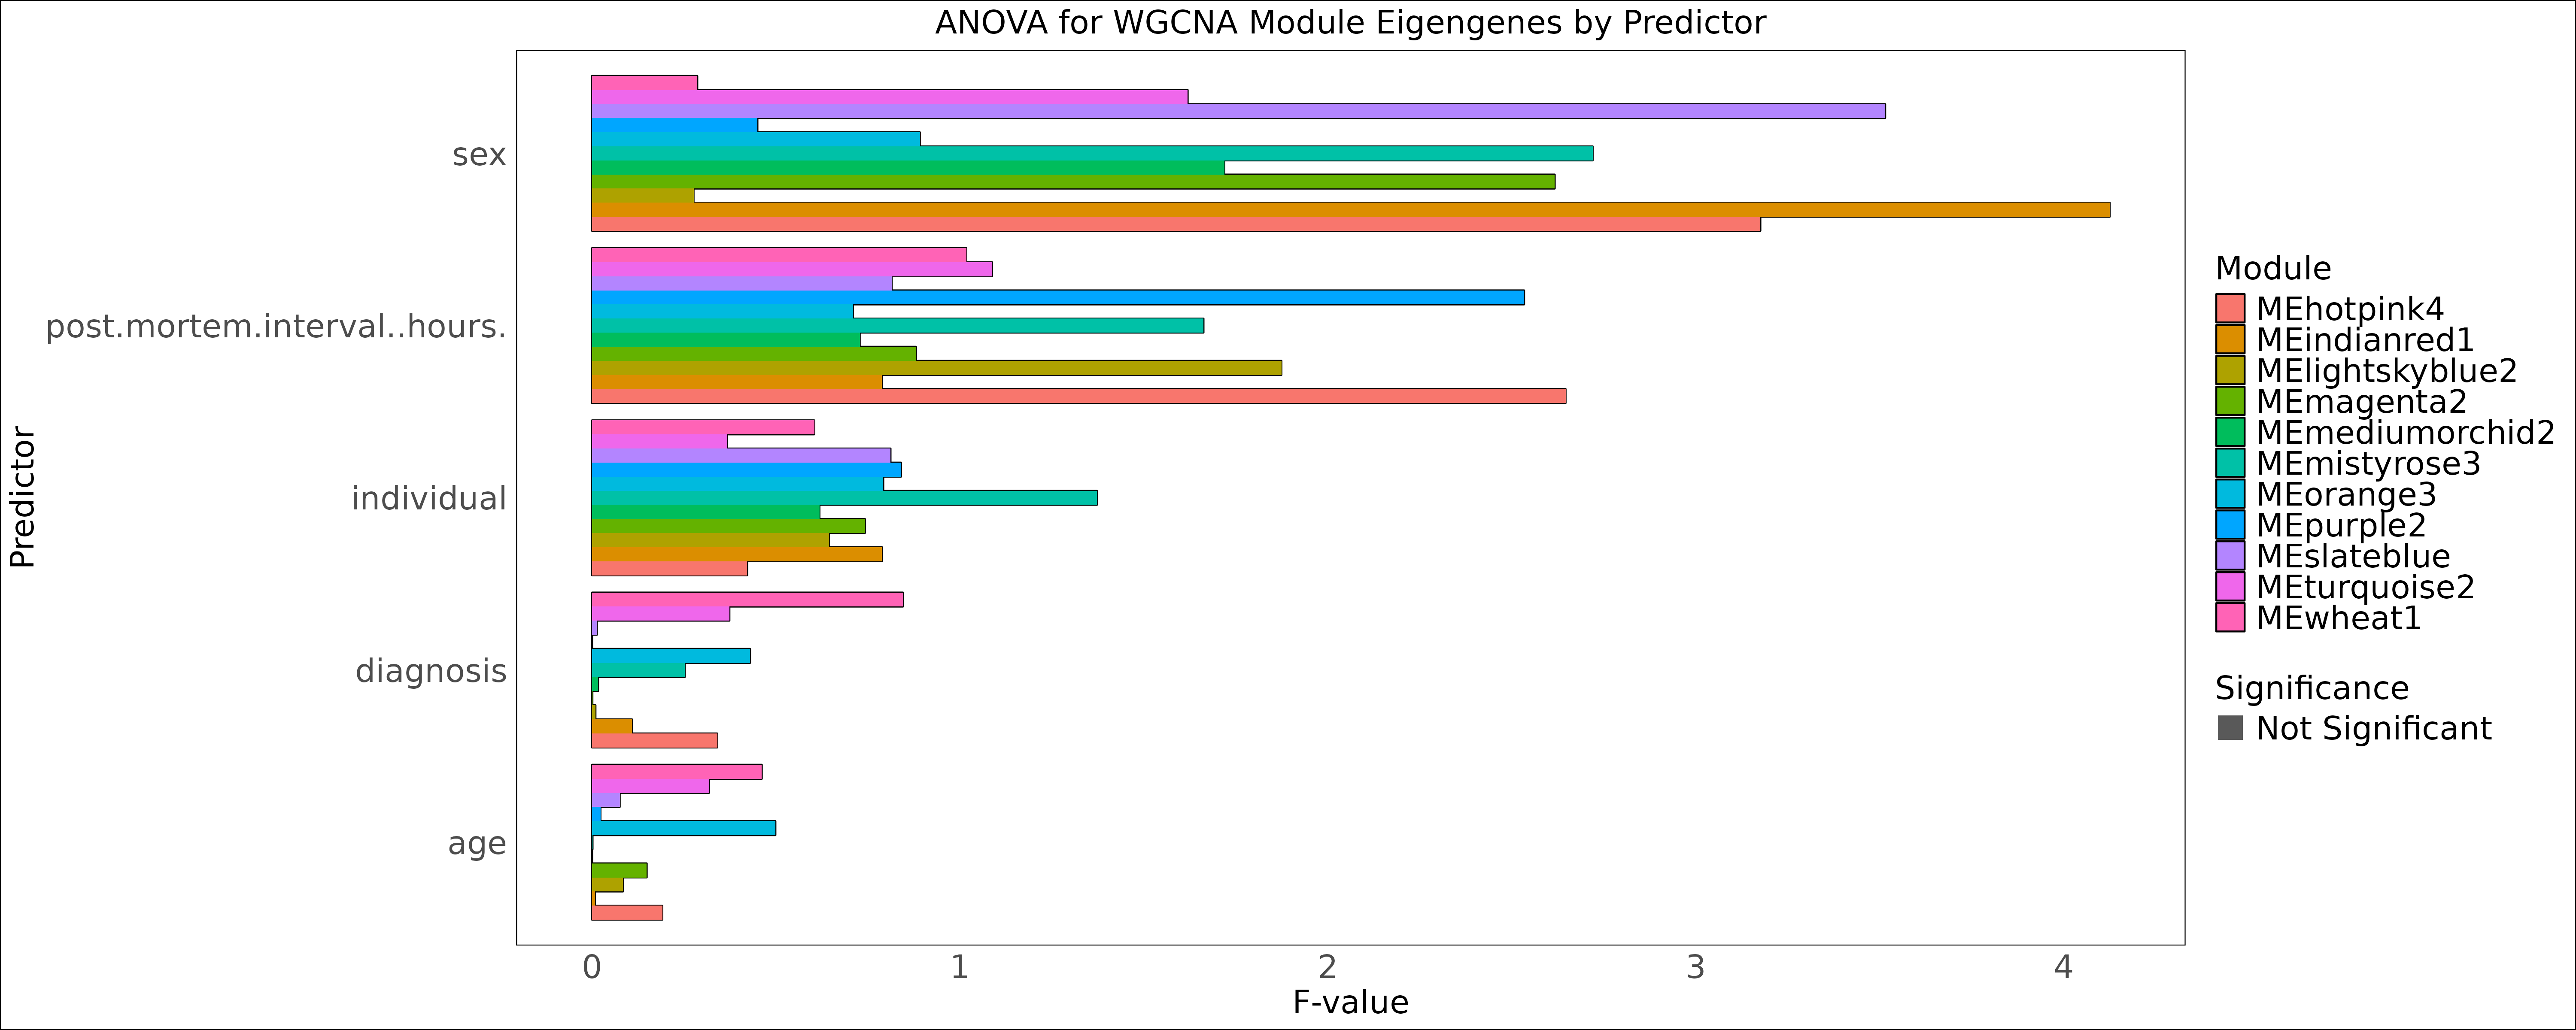 ANOVA for WGCNA Module Eigengenes by Predictor
Predictor
sex
post.mortem.interval..hours.
individual
diagnosis
age
0 1 2 3 4
F-value
Module
MEhotpink4
MEindianred1
MElightskyblue2
MEmagenta2
MEmediumorchid2
MEmistyrose3
MEorange3
MEpurple2
MEslateblue
MEturquoise2
MEwheat1
Significance
Not Significant